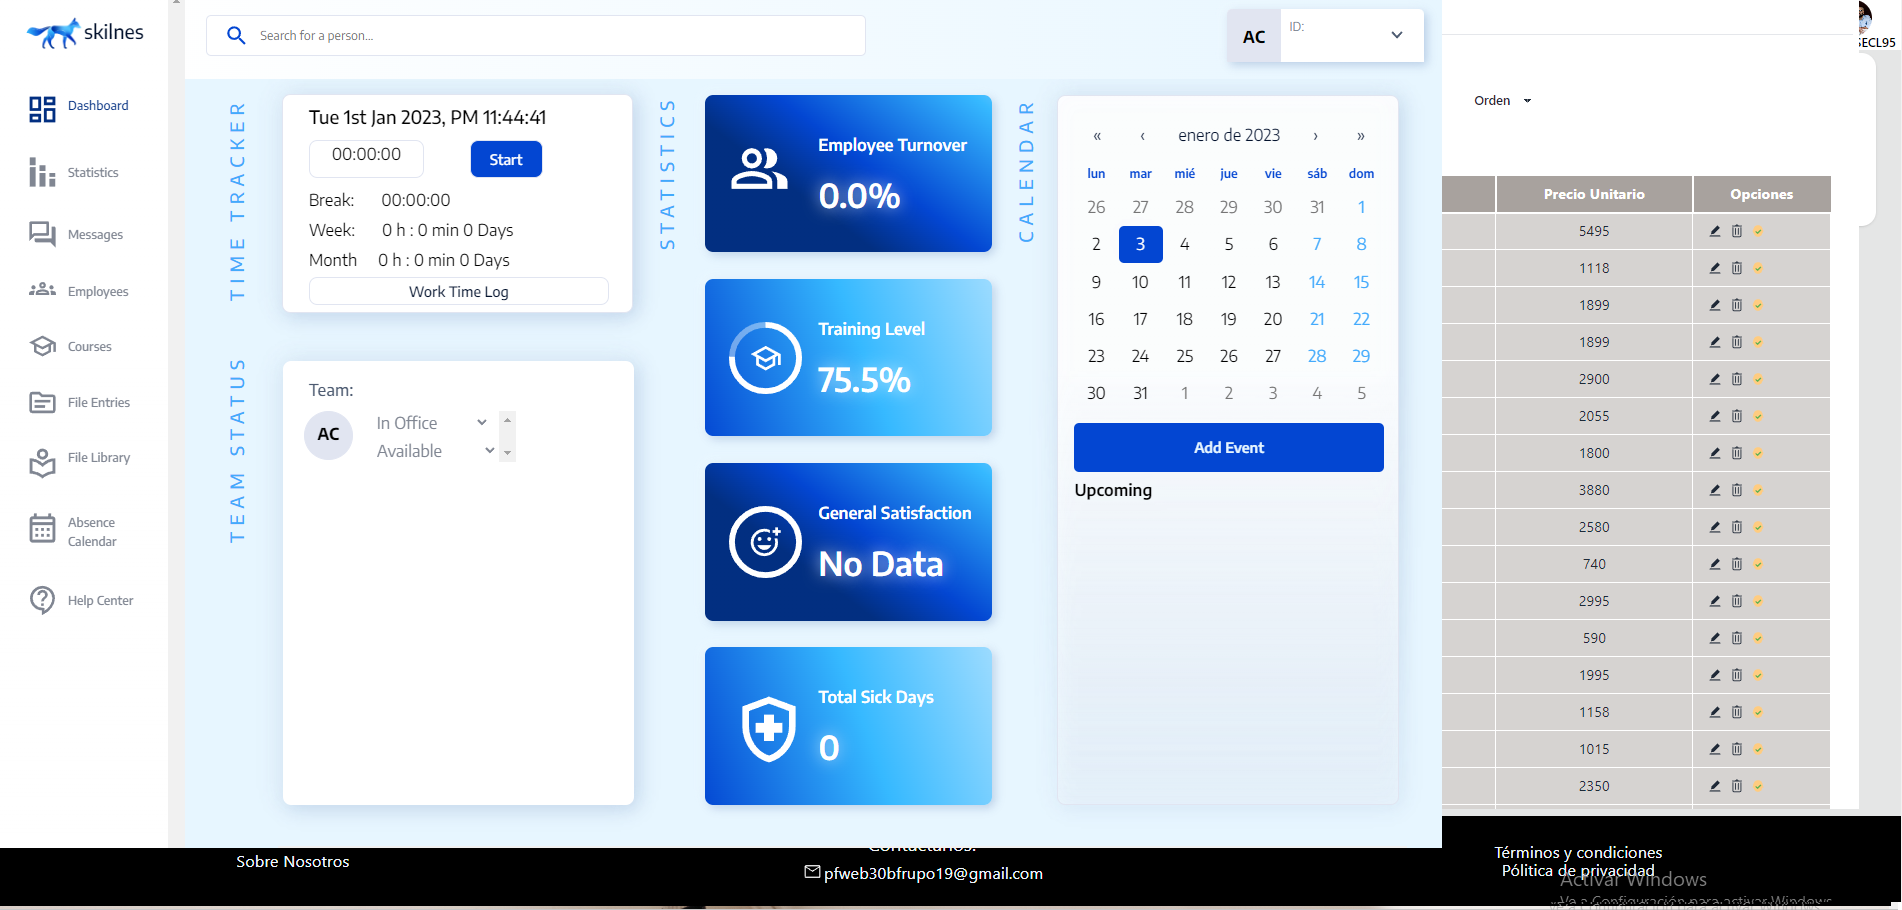 skilnes
Dashboard
Statistics
Messages
Employees
Courses
File Entries
File Library
Absence
Calendar
Help Center
Search for a person...
AC
ID:
TIME TRACKER
Tue 1st Jan 2023, PM 11:44:41
00:00:00
Start
Break: 00:00:00
Week: 0 h : 0 min 0 Days
Month 0 h : 0 min 0 Days
Work Time Log
TEAM STATUS
Team:
AC
In Office
Available
STATISTICS
Employee Turnover
0.0%
Training Level
75.5%
General Satisfaction
No Data
Total Sick Days
0
CALENDAR
« ‹ enero de 2023 › »
lun mar mié jue vie sáb dom
26 27 28 29 30 31 1
2 3 4 5 6 7 8
9 10 11 12 13 14 15
16 17 18 19 20 21 22
23 24 25 26 27 28 29
30 31 1 2 3 4 5
Add Event
Upcoming
SECL95
Orden
Precio Unitario Opciones
5495
1118
1899
1899
2900
2055
1800
3880
2580
740
2995
590
1995
1158
1015
2350
Sobre Nosotros
Contactanos:
pfweb30bfrupo19@gmail.com
Términos y condiciones
Pólitica de privacidad
Activar Windows
Ve a Configuración para activar Windows.